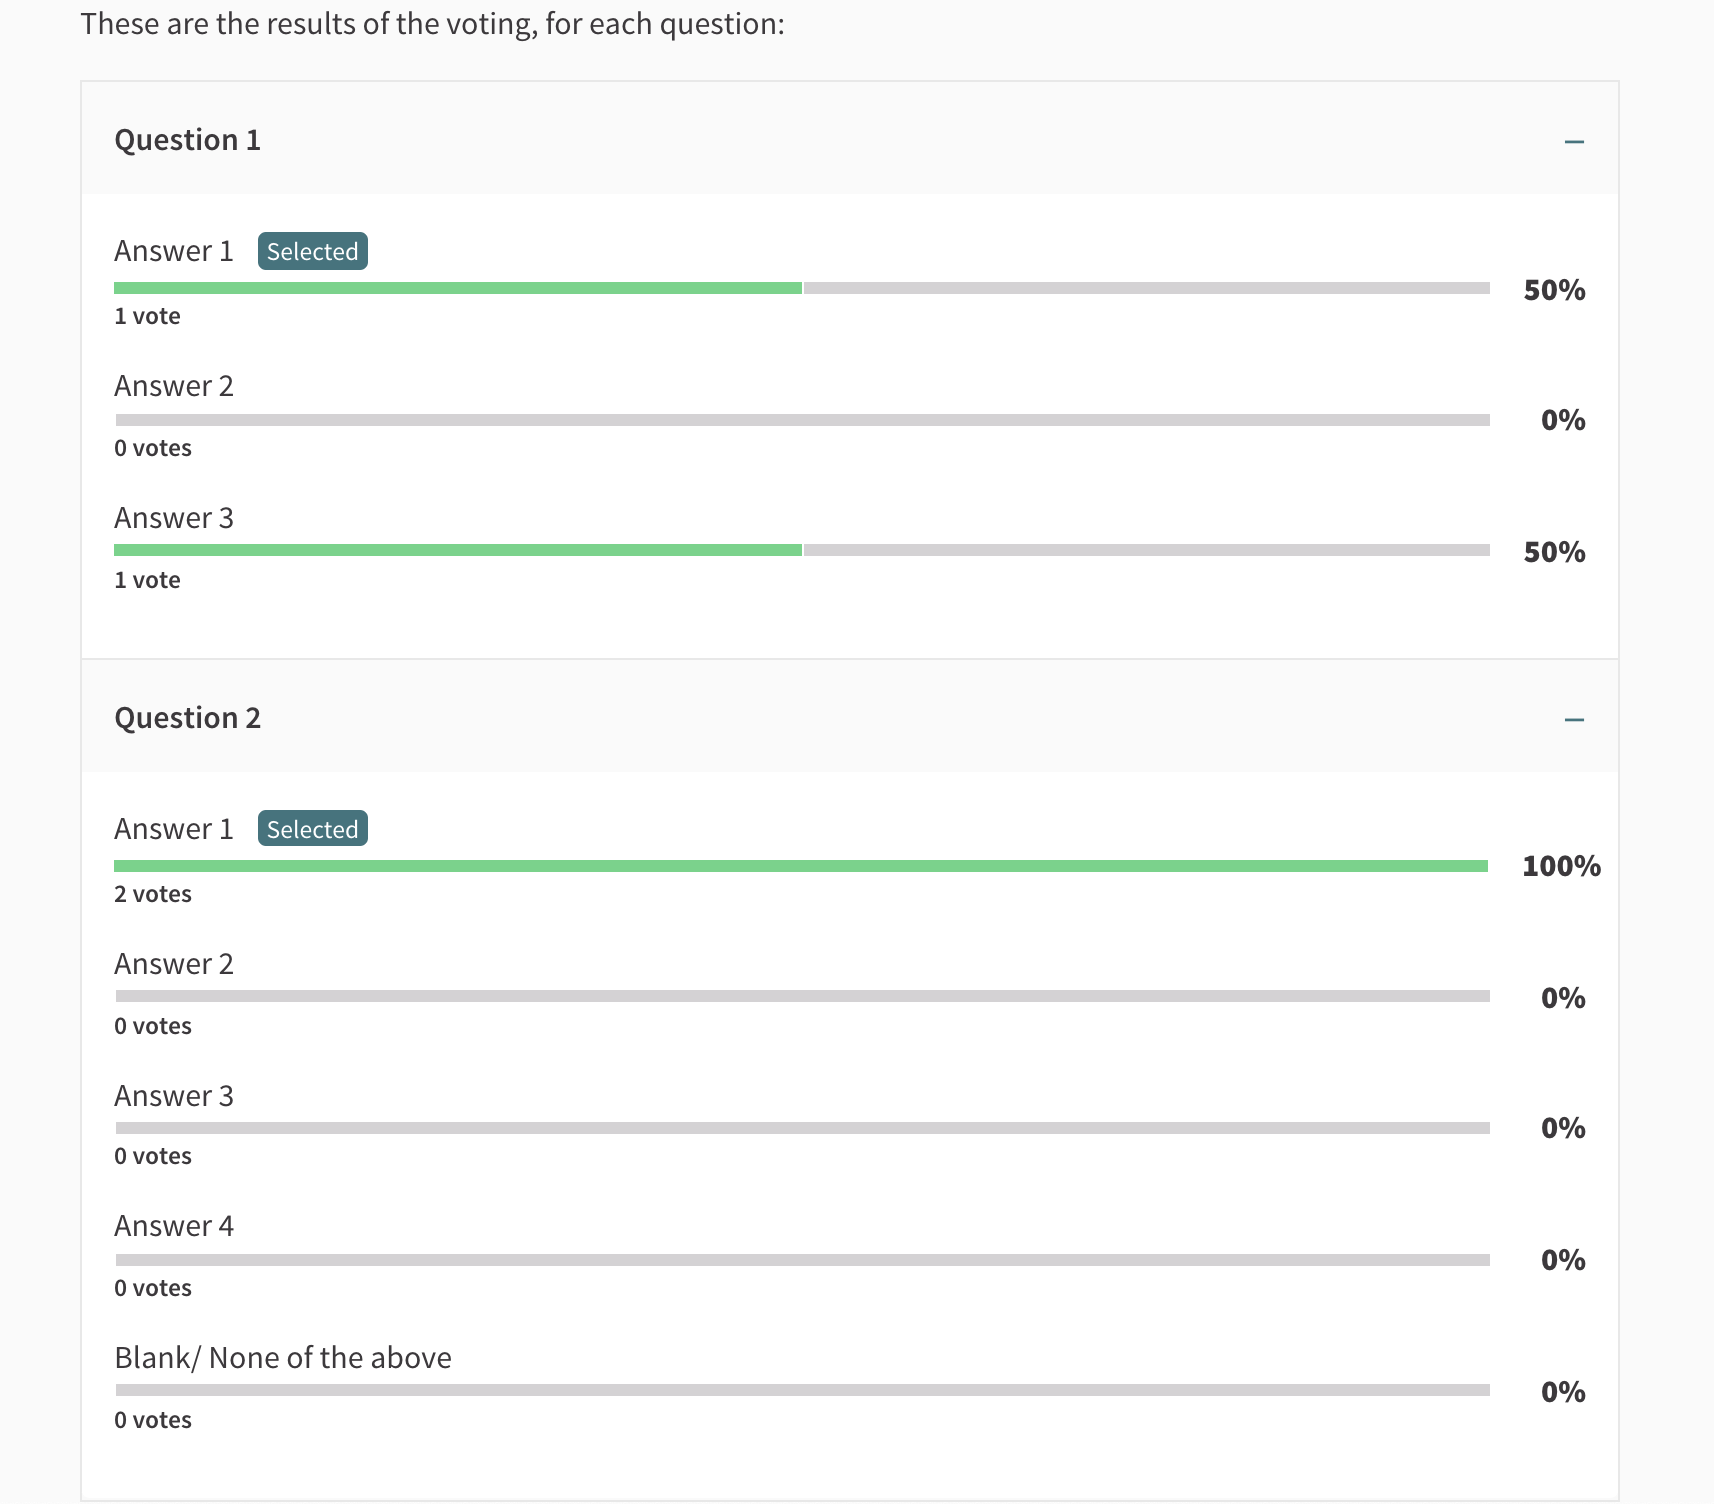 These are the results of the voting, for each question:
Question 1
Answer 1 Selected
50%
1 vote
Answer 2
0%
0 votes
Answer 3
50%
1 vote
Question 2
Answer 1 Selected
100%
2 votes
Answer 2
0%
0 votes
Answer 3
0%
0 votes
Answer 4
0%
0 votes
Blank/ None of the above
0%
0 votes